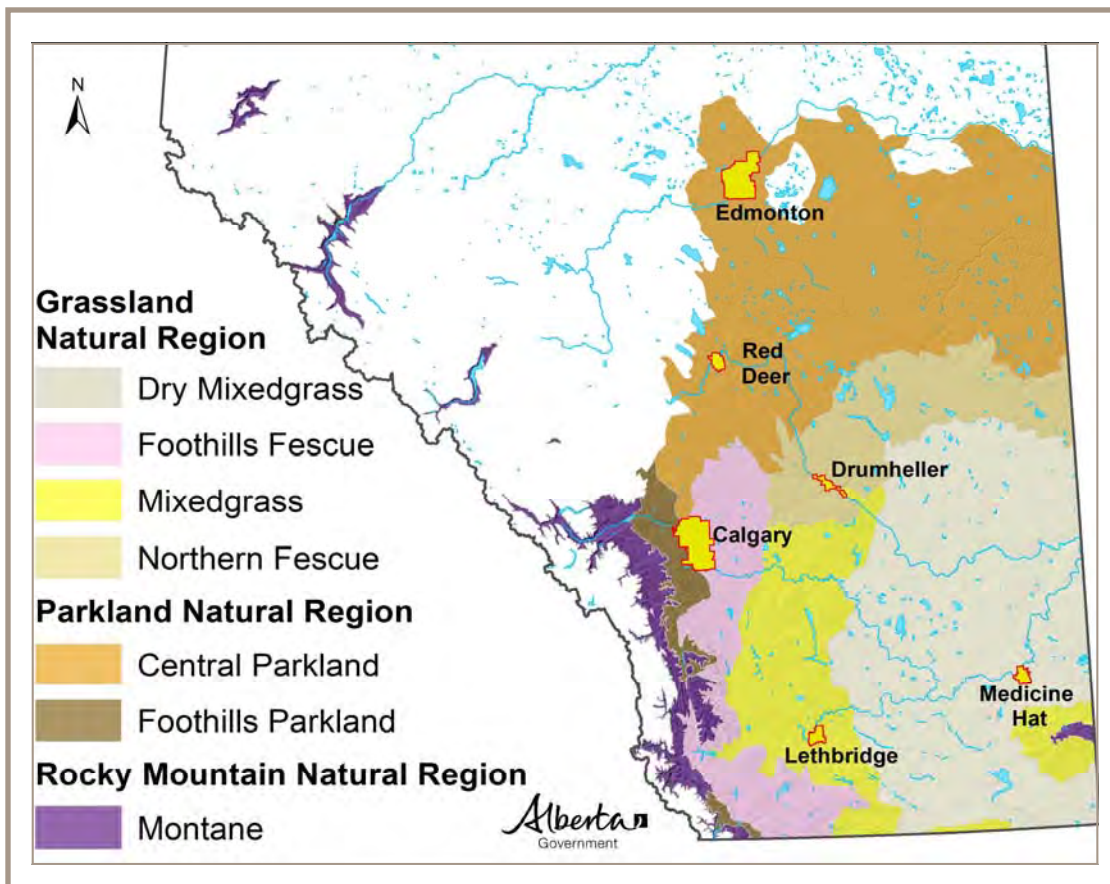 N
Edmonton
Grassland
Natural Region
Red
Deer
Dry Mixedgrass
Foothills Fescue
Drumheller
Mixedgrass
Calgary
Northern Fescue
Parkland Natural Region
Central Parkland
Medicine
Hat
Foothills Parkland
Lethbridge
Rocky Mountain Natural Region
Montane
Alberta
Government